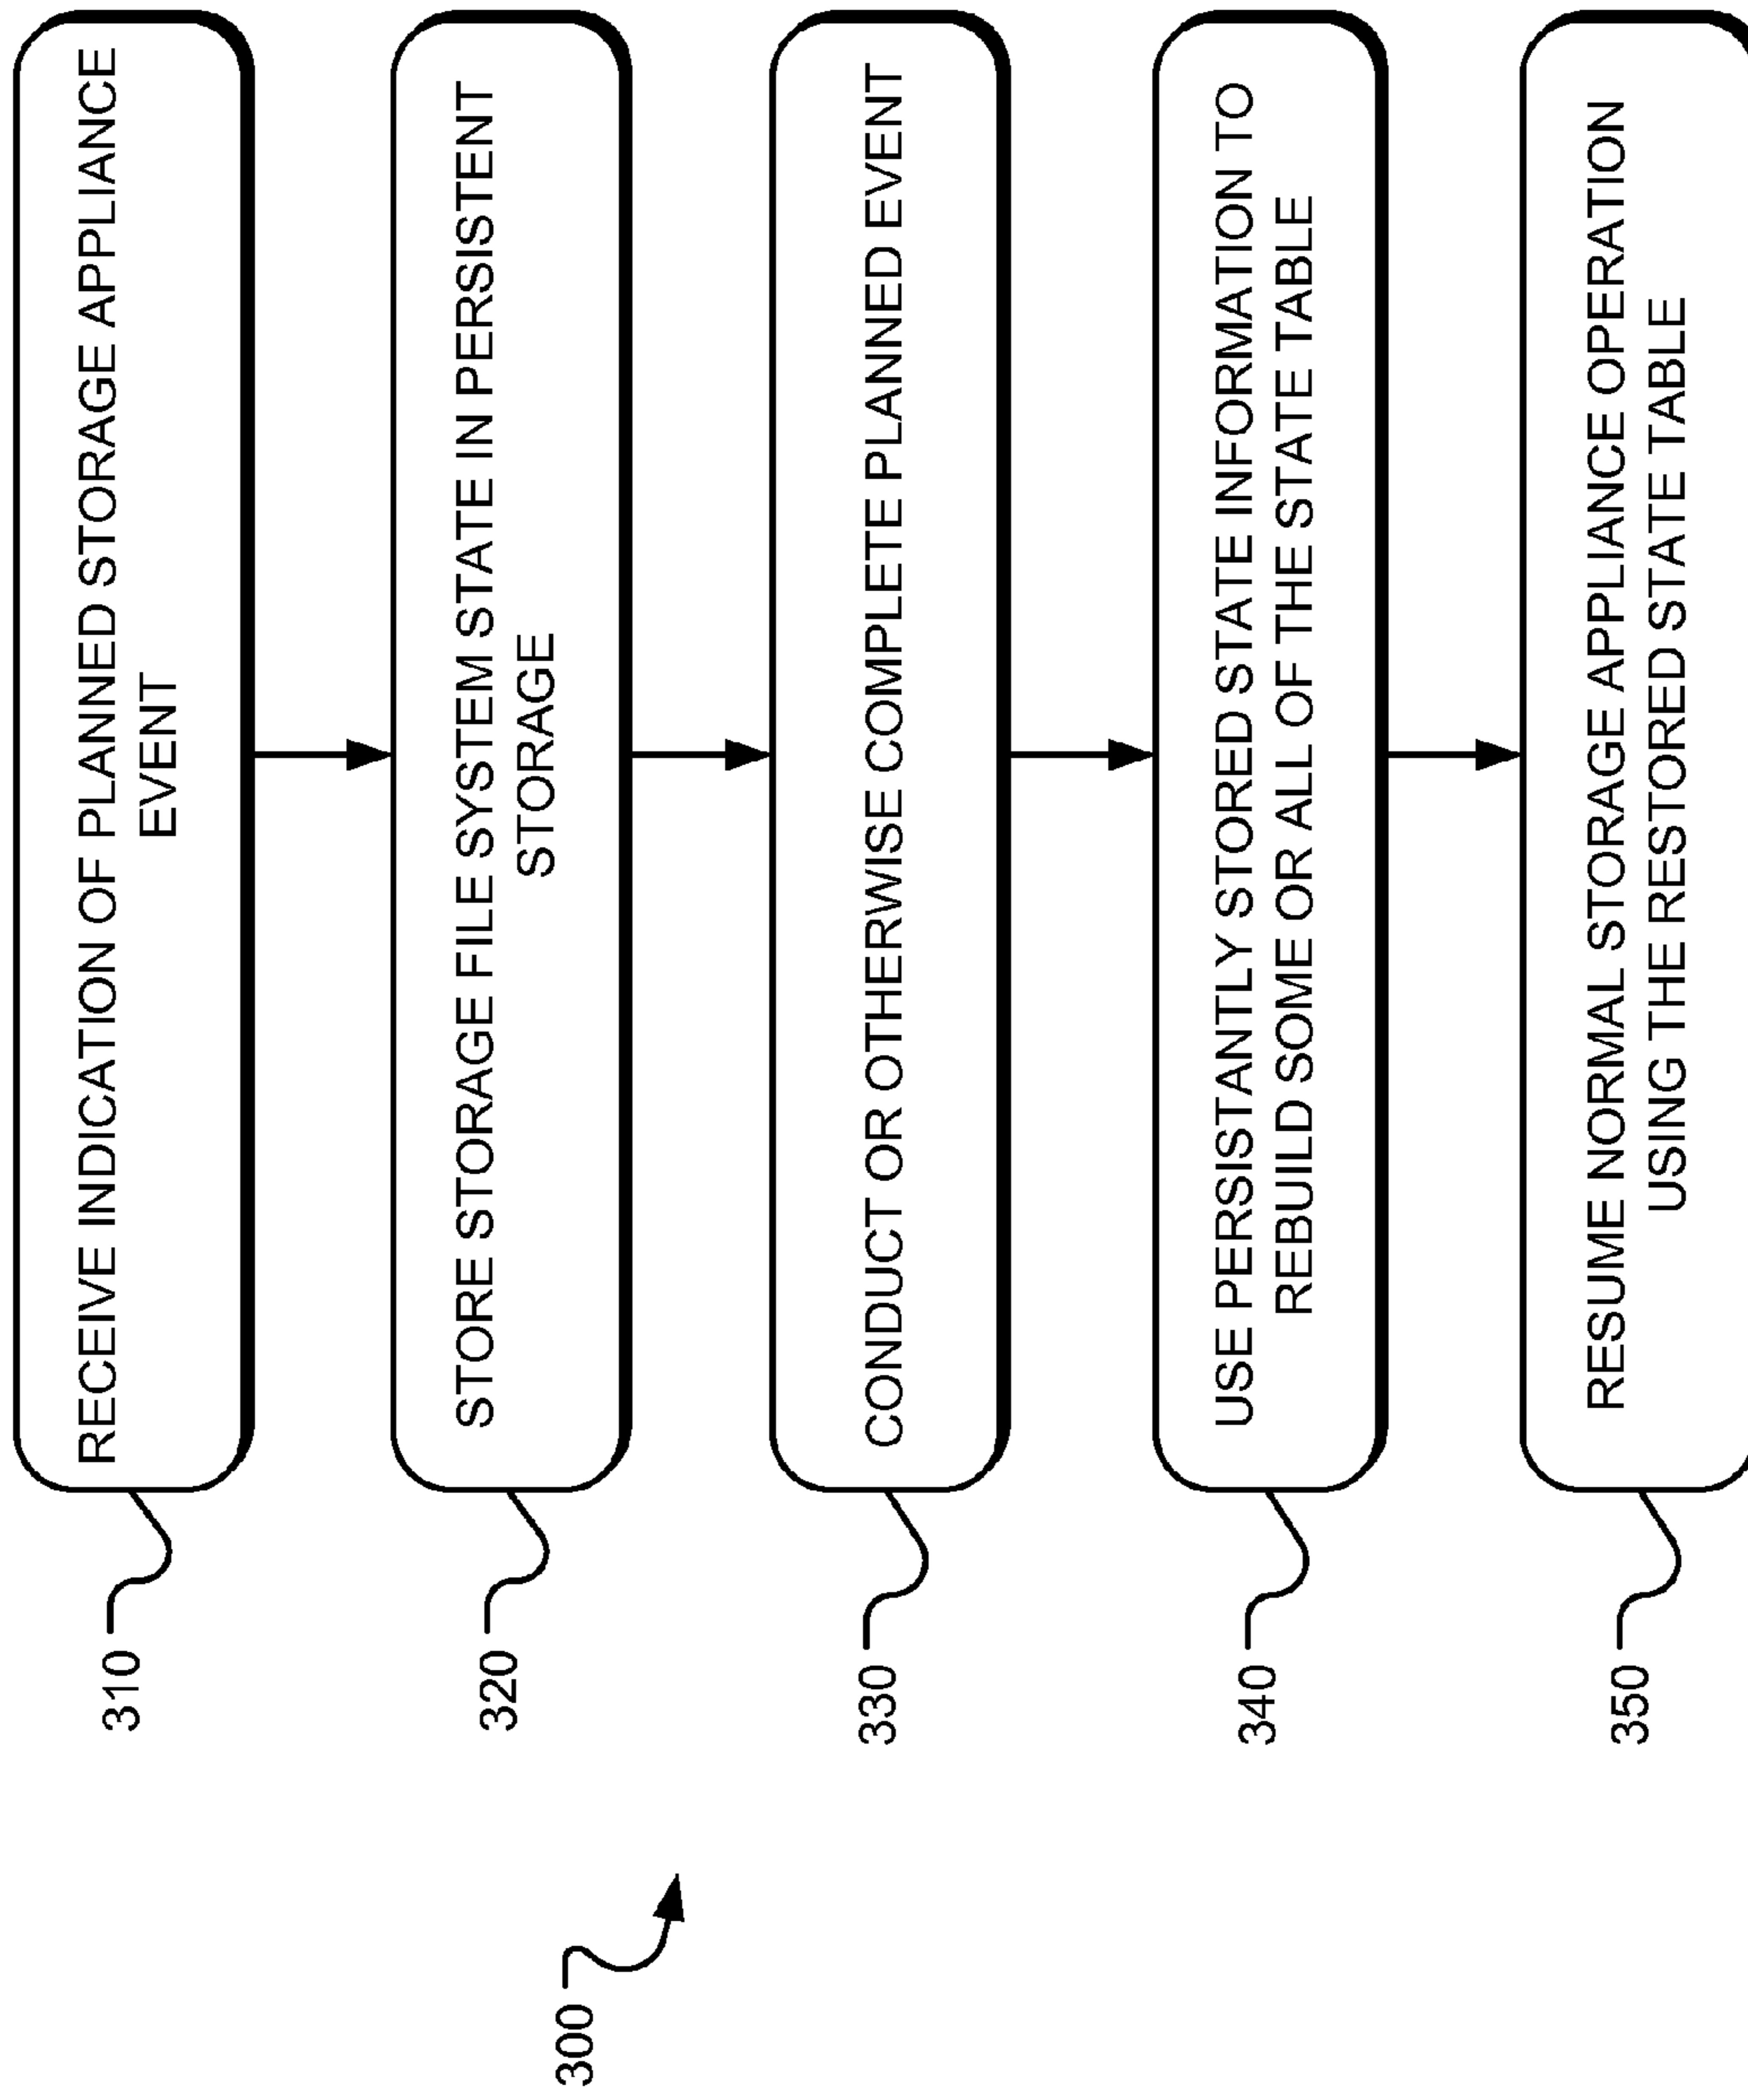 300
310
RECEIVE INDICATION OF PLANNED STORAGE APPLIANCE
EVENT
320
STORE STORAGE FILE SYSTEM STATE IN PERSISTENT
STORAGE
330
CONDUCT OR OTHERWISE COMPLETE PLANNED EVENT
340
USE PERSISTANTLY STORED STATE INFORMATION TO
REBUILD SOME OR ALL OF THE STATE TABLE
350
RESUME NORMAL STORAGE APPLIANCE OPERATION
USING THE RESTORED STATE TABLE